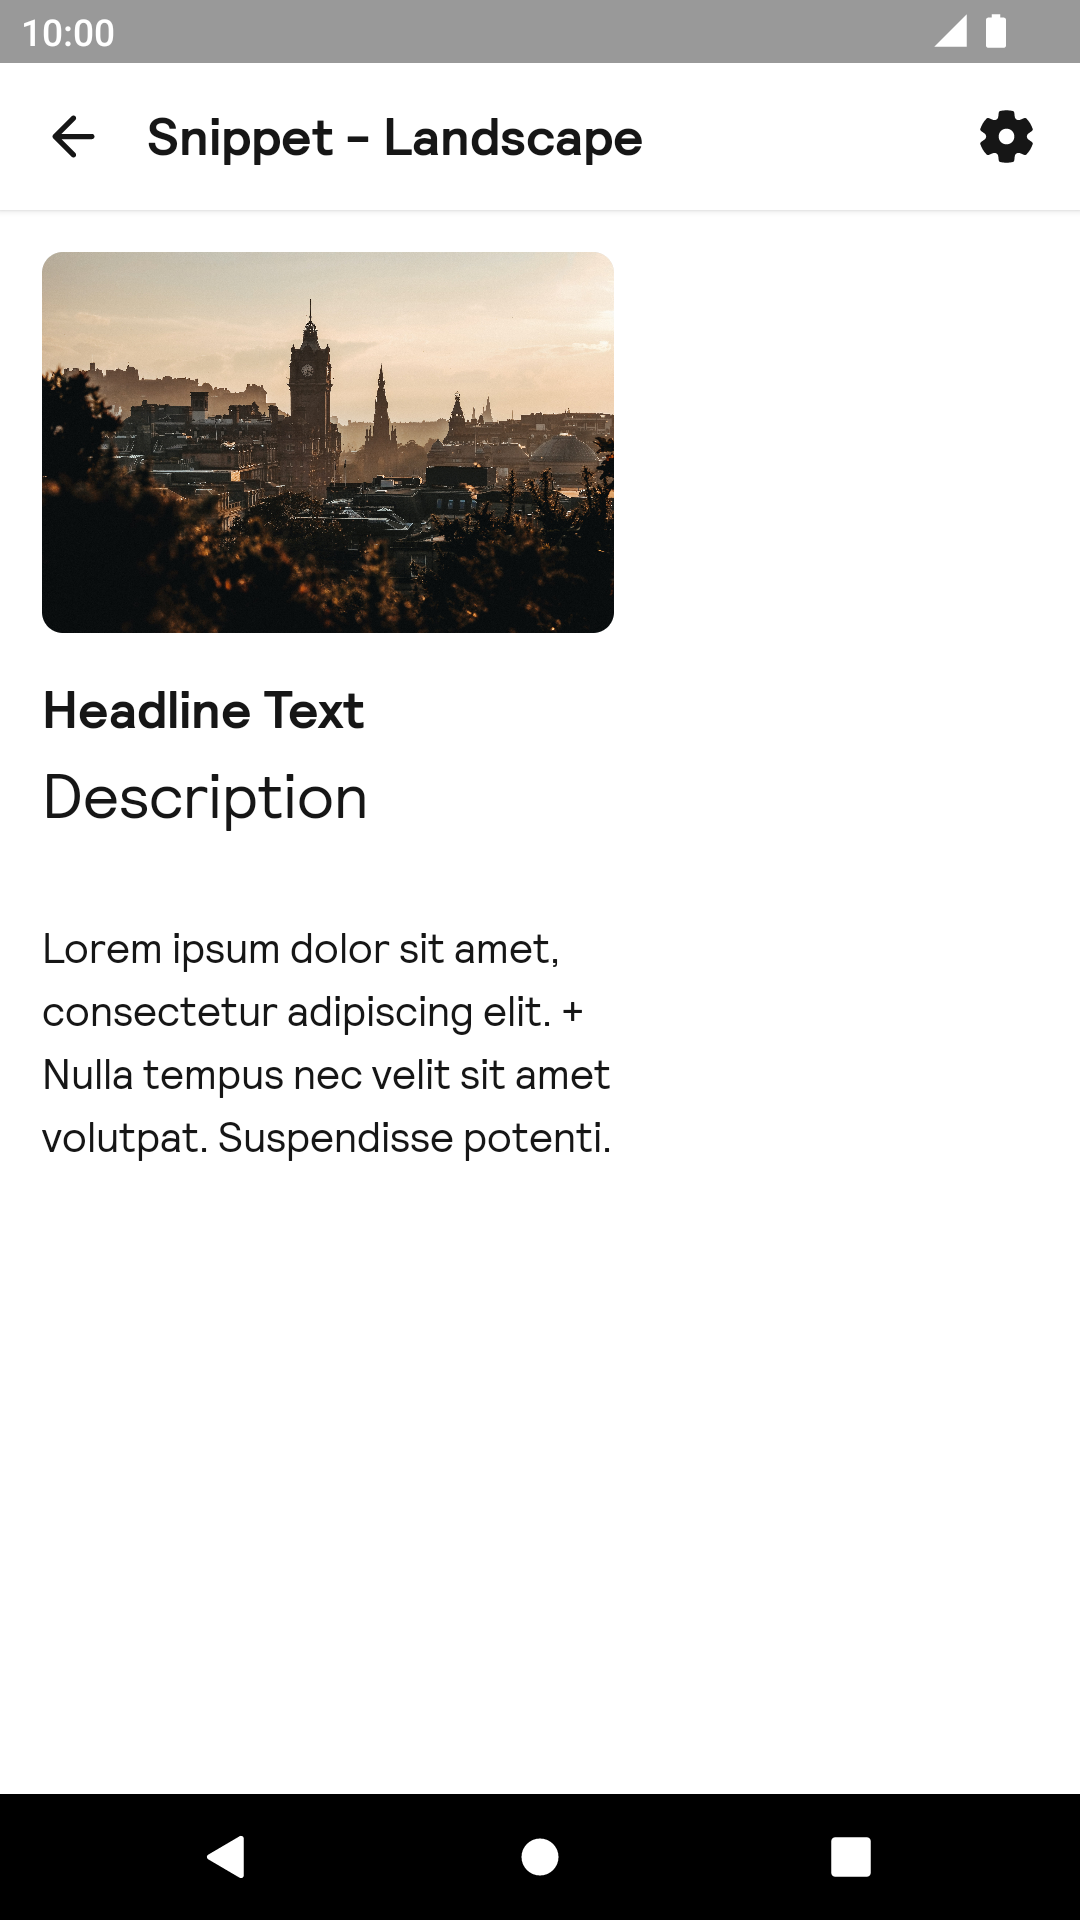 10:00
Snippet - Landscape
Headline Text
Description
Lorem ipsum dolor sit amet,
consectetur adipiscing elit. +
Nulla tempus nec velit sit amet
volutpat. Suspendisse potenti.